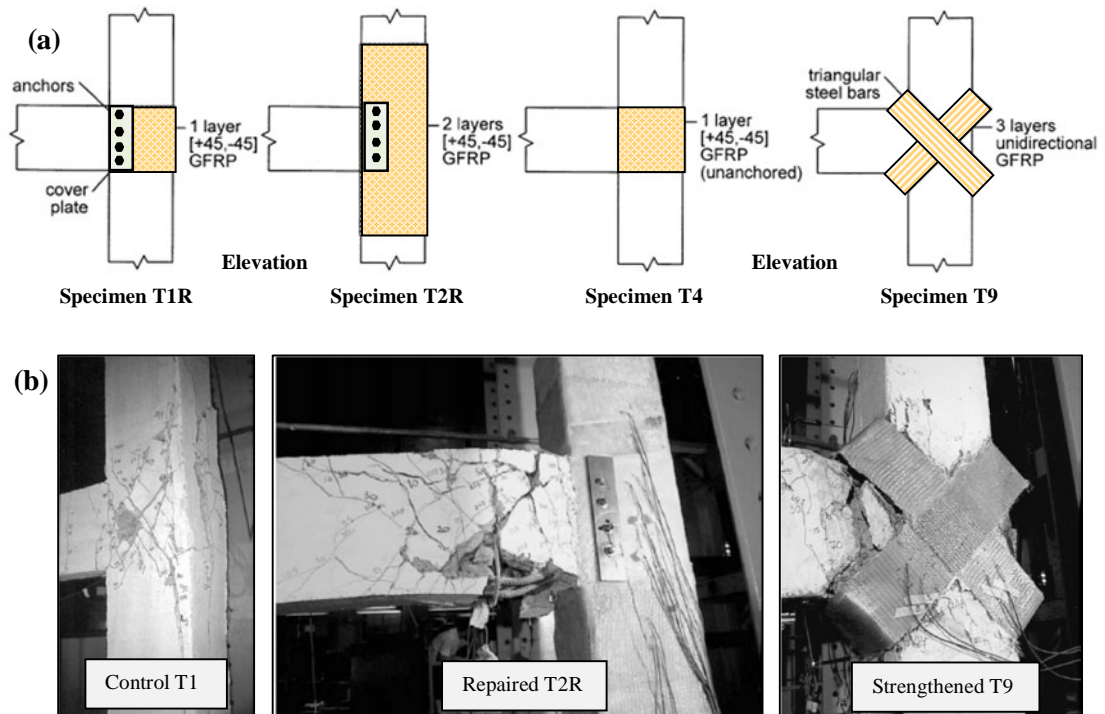 (a)
anchors
1 layer
[+45,-45]
GFRP
cover
plate
2 layers
[+45,-45]
GFRP
1 layer
[+45,-45]
GFRP
(unanchored)
triangular
steel bars
3 layers
unidirectional
GFRP
Elevation
Elevation
Specimen T1R
Specimen T2R
Specimen T4
Specimen T9
(b)
Control T1
Repaired T2R
Strengthened T9